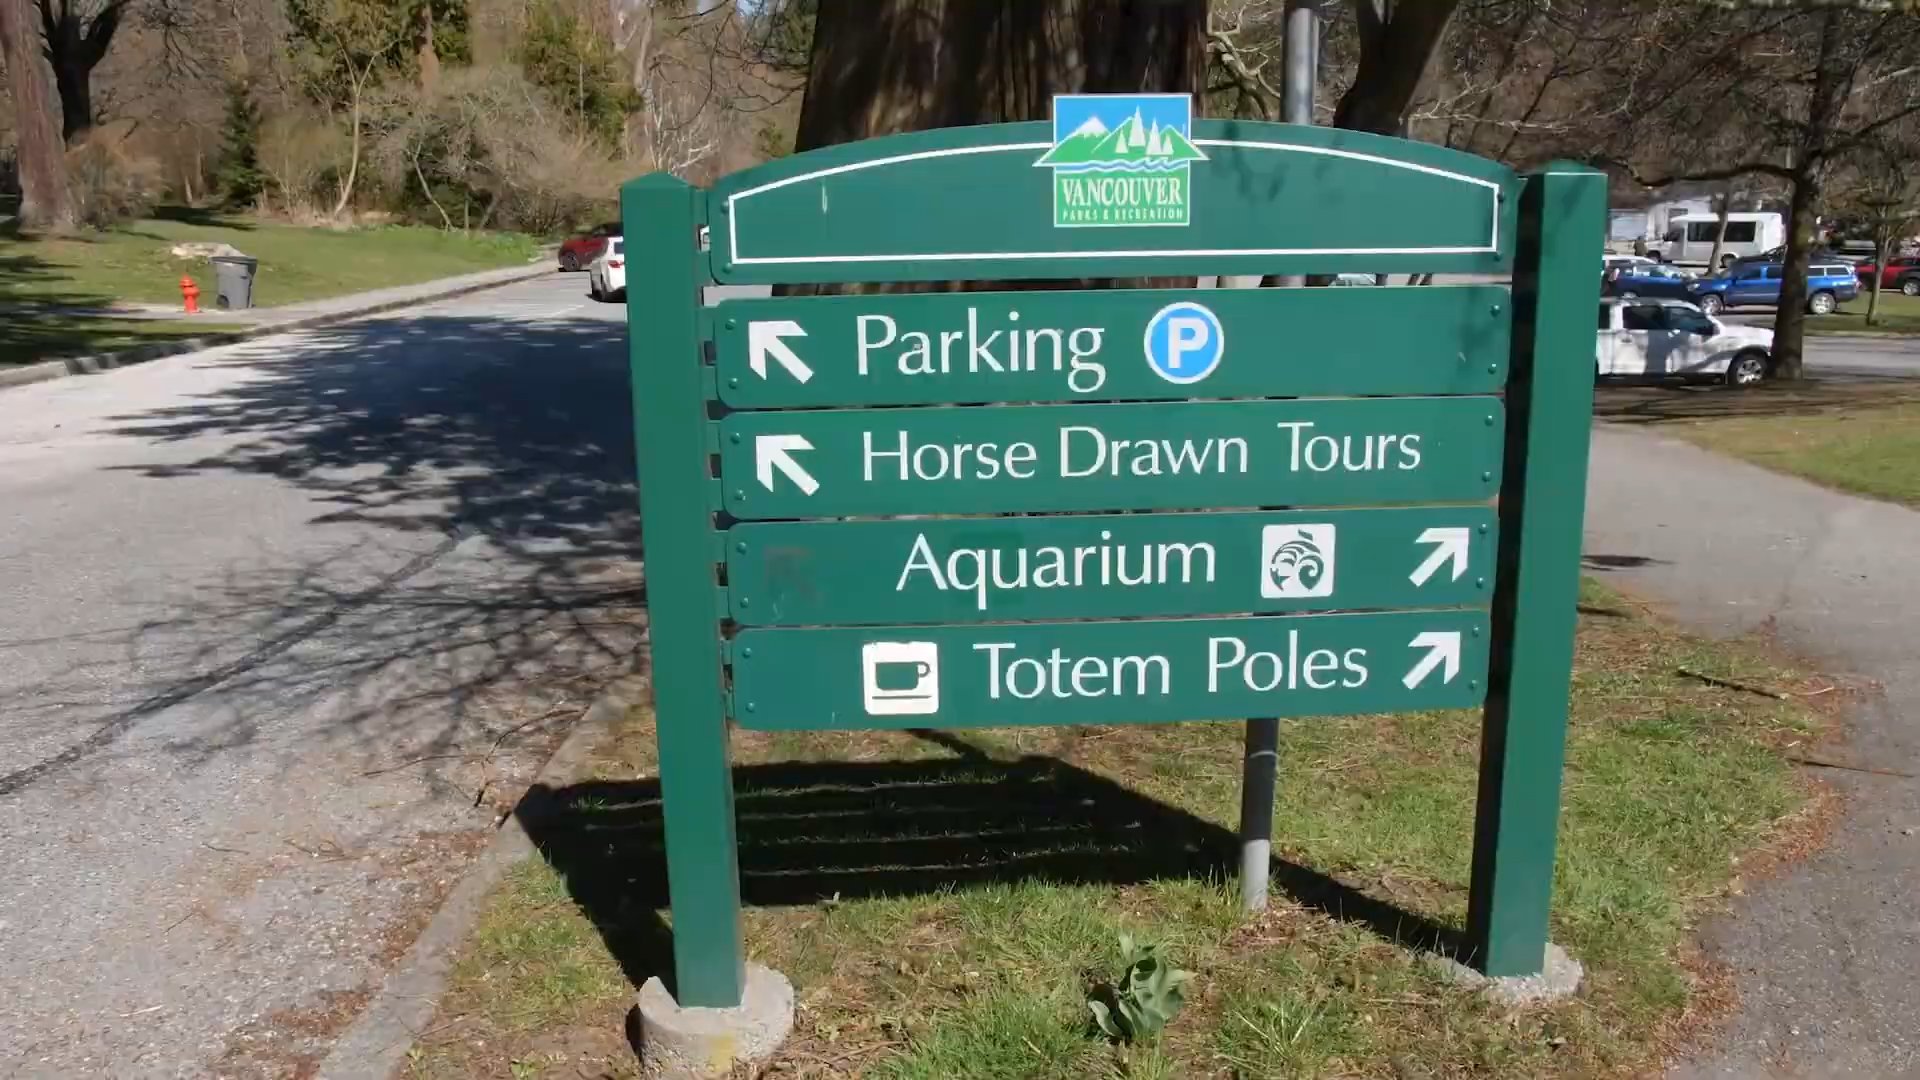 VANCOUVER
PARKS & RECREATION
Parking P
Horse Drawn Tours
Aquarium
Totem Poles